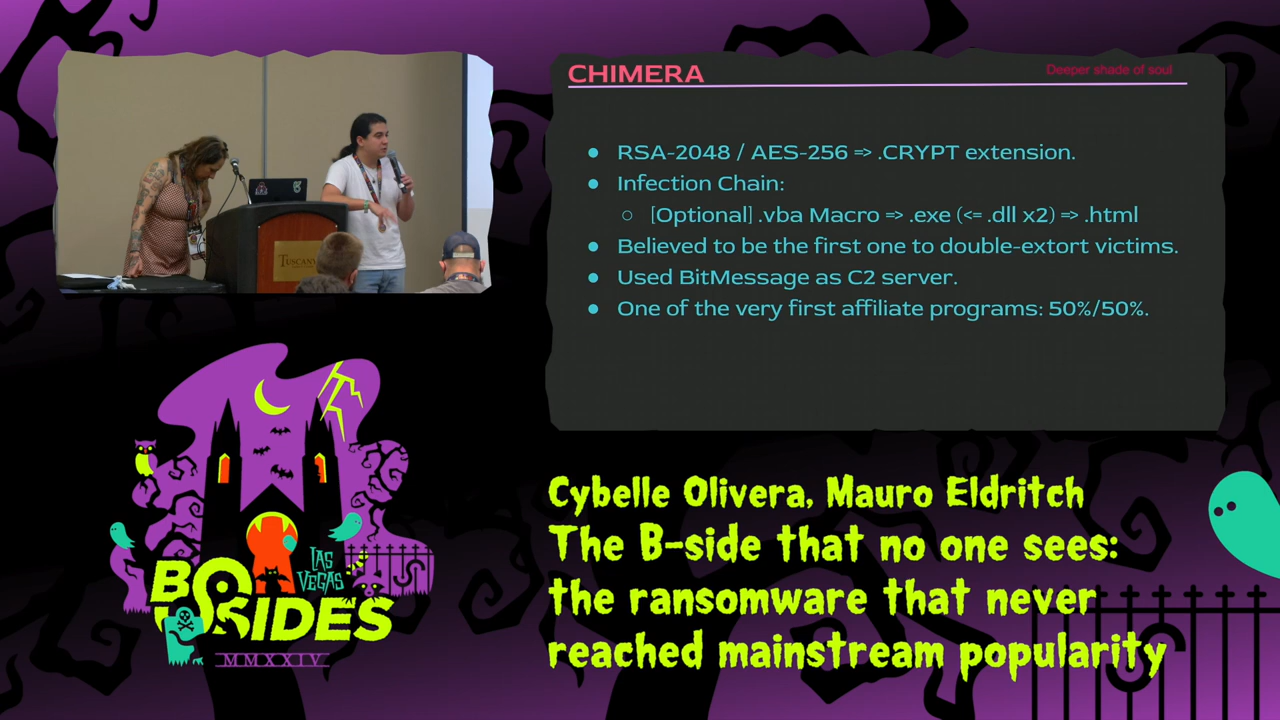 CHIMERA
Deeper shade of soul
● RSA-2048 / AES-256 => .CRYPT extension.
● Infection Chain:
○ [Optional] .vba Macro => .exe (<= .dll x2) => .html
● Believed to be the first one to double-extort victims.
● Used BitMessage as C2 server.
● One of the very first affiliate programs: 50%/50%.
TUSCANY
LAS
VEGAS
BSIDES
MMXXIV
Cybelle Olivera, Mauro Eldritch
The B-side that no one sees:
the ransomware that never
reached mainstream popularity